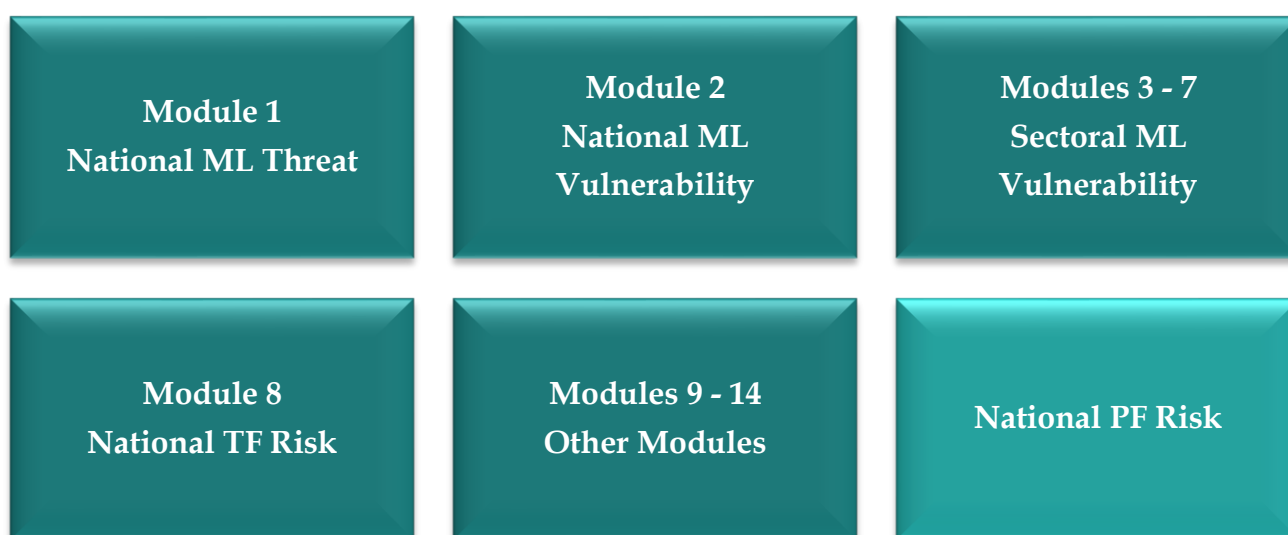 Module 1
National ML Threat
Module 2
National ML
Vulnerability
Modules 3 - 7
Sectoral ML
Vulnerability
Module 8
National TF Risk
Modules 9 - 14
Other Modules
National PF Risk